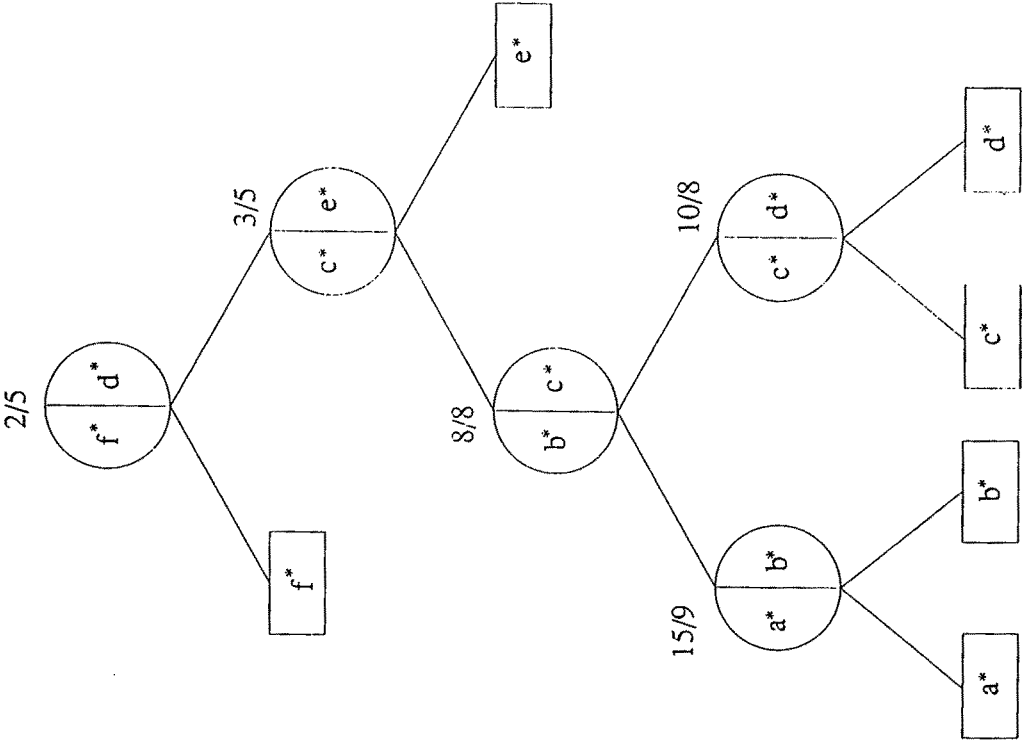 2/5
f* d*
3/5
c* e*
f*
e*
8/8
b* c*
15/9
a* b*
10/8
c* d*
a*
b*
c*
d*